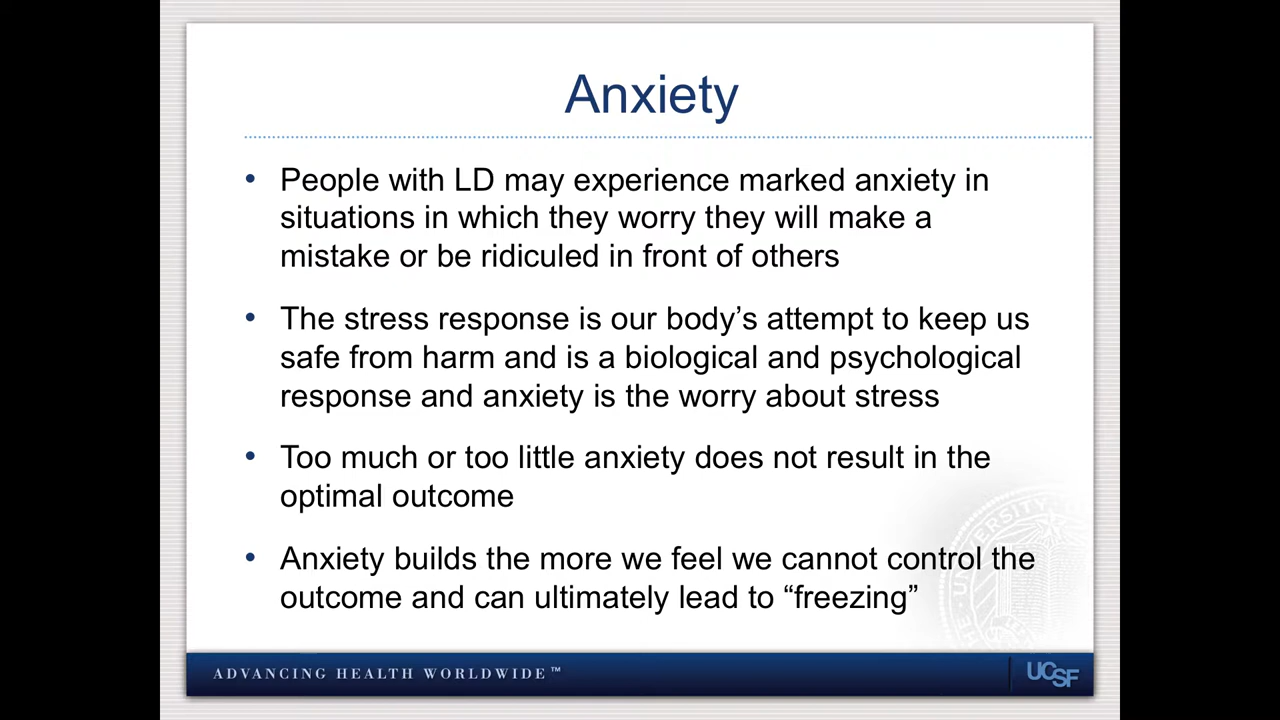 Anxiety
• People with LD may experience marked anxiety in
situations in which they worry they will make a
mistake or be ridiculed in front of others
• The stress response is our body’s attempt to keep us
safe from harm and is a biological and psychological
response and anxiety is the worry about stress
• Too much or too little anxiety does not result in the
optimal outcome
• Anxiety builds the more we feel we cannot control the
outcome and can ultimately lead to “freezing”
ADVANCING HEALTH WORLDWIDE™
UCSF